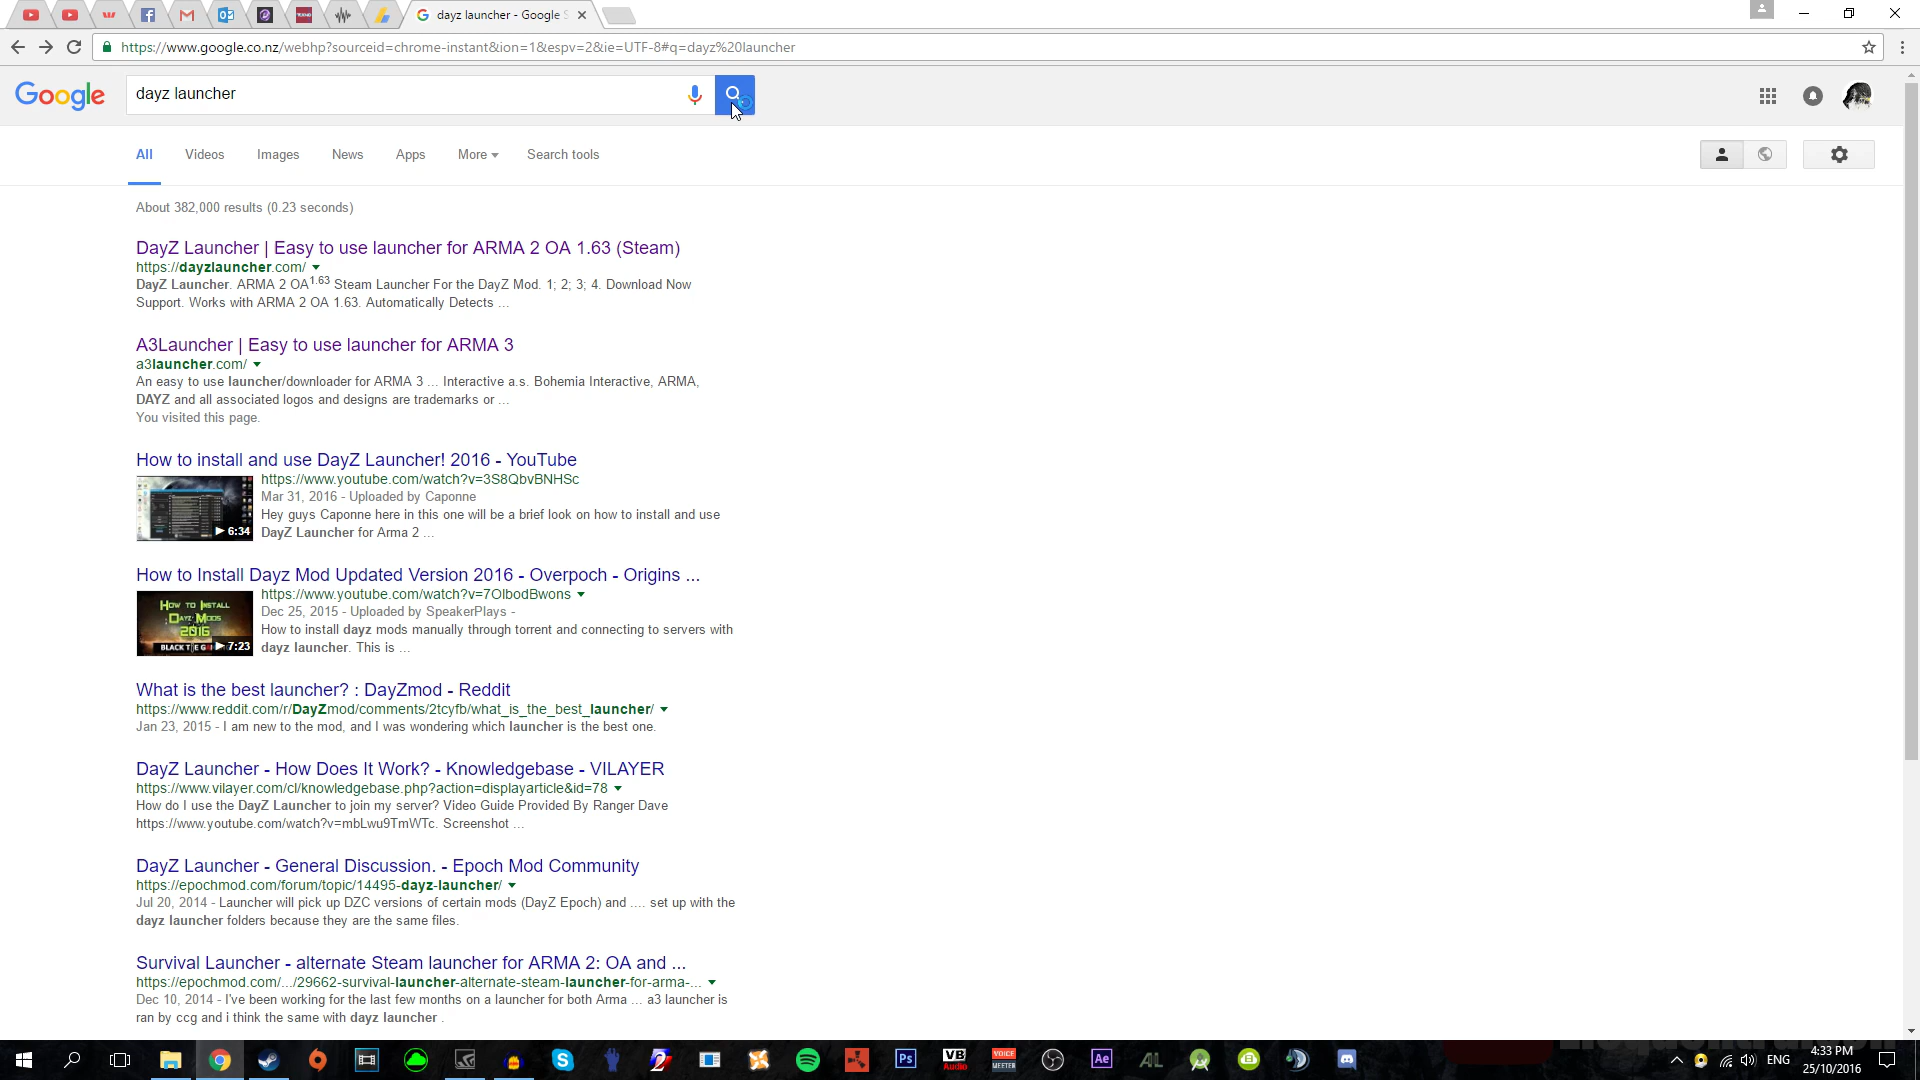 dayz launcher - Google S
https://www.google.co.nz/webhp?sourceid=chrome-instant&ion=1&espv=2&ie=UTF-8#q=dayz%20launcher
Google
dayz launcher
All Videos Images News Apps More Search tools
About 382,000 results (0.23 seconds)
DayZ Launcher | Easy to use launcher for ARMA 2 OA 1.63 (Steam)
https://dayzlauncher.com/
DayZ Launcher. ARMA 2 OA1.63 Steam Launcher For the DayZ Mod. 1; 2; 3; 4. Download Now
Support. Works with ARMA 2 OA 1.63. Automatically Detects ...
A3Launcher | Easy to use launcher for ARMA 3
a3launcher.com/
An easy to use launcher/downloader for ARMA 3 ... Interactive a.s. Bohemia Interactive, ARMA,
DAYZ and all associated logos and designs are trademarks or ...
You visited this page.
How to install and use DayZ Launcher! 2016 - YouTube
https://www.youtube.com/watch?v=3S8QbvBNHSc
Mar 31, 2016 - Uploaded by Caponne
Hey guys Caponne here in this one will be a brief look on how to install and use
DayZ Launcher for Arma 2 ...
6:34
How to Install Dayz Mod Updated Version 2016 - Overpoch - Origins ...
https://www.youtube.com/watch?v=7OlbodBwons
Dec 25, 2015 - Uploaded by SpeakerPlays -
How to install dayz mods manually through torrent and connecting to servers with
dayz launcher. This is ...
HOW TO INSTALL
DAYZ MODS
2016
7:23
What is the best launcher? : DayZmod - Reddit
https://www.reddit.com/r/DayZmod/comments/2tcyfb/what_is_the_best_launcher/
Jan 23, 2015 - I am new to the mod, and I was wondering which launcher is the best one.
DayZ Launcher - How Does It Work? - Knowledgebase - VILAYER
https://www.vilayer.com/cl/knowledgebase.php?action=displayarticle&id=78
How do I use the DayZ Launcher to join my server? Video Guide Provided By Ranger Dave
https://www.youtube.com/watch?v=mbLwu9TmWTc. Screenshot ...
DayZ Launcher - General Discussion. - Epoch Mod Community
https://epochmod.com/forum/topic/14495-dayz-launcher/
Jul 20, 2014 - Launcher will pick up DZC versions of certain mods (DayZ Epoch) and .... set up with the
dayz launcher folders because they are the same files.
Survival Launcher - alternate Steam launcher for ARMA 2: OA and ...
https://epochmod.com/.../29662-survival-launcher-alternate-steam-launcher-for-arma-...
Dec 10, 2014 - I've been working for the last few months on a launcher for both Arma ... a3 launcher is
ran by ccg and i think the same with dayz launcher .
Ps
VB
Audio
VOICE
MEETER
Ae
AL
ENG
4:33 PM
25/10/2016